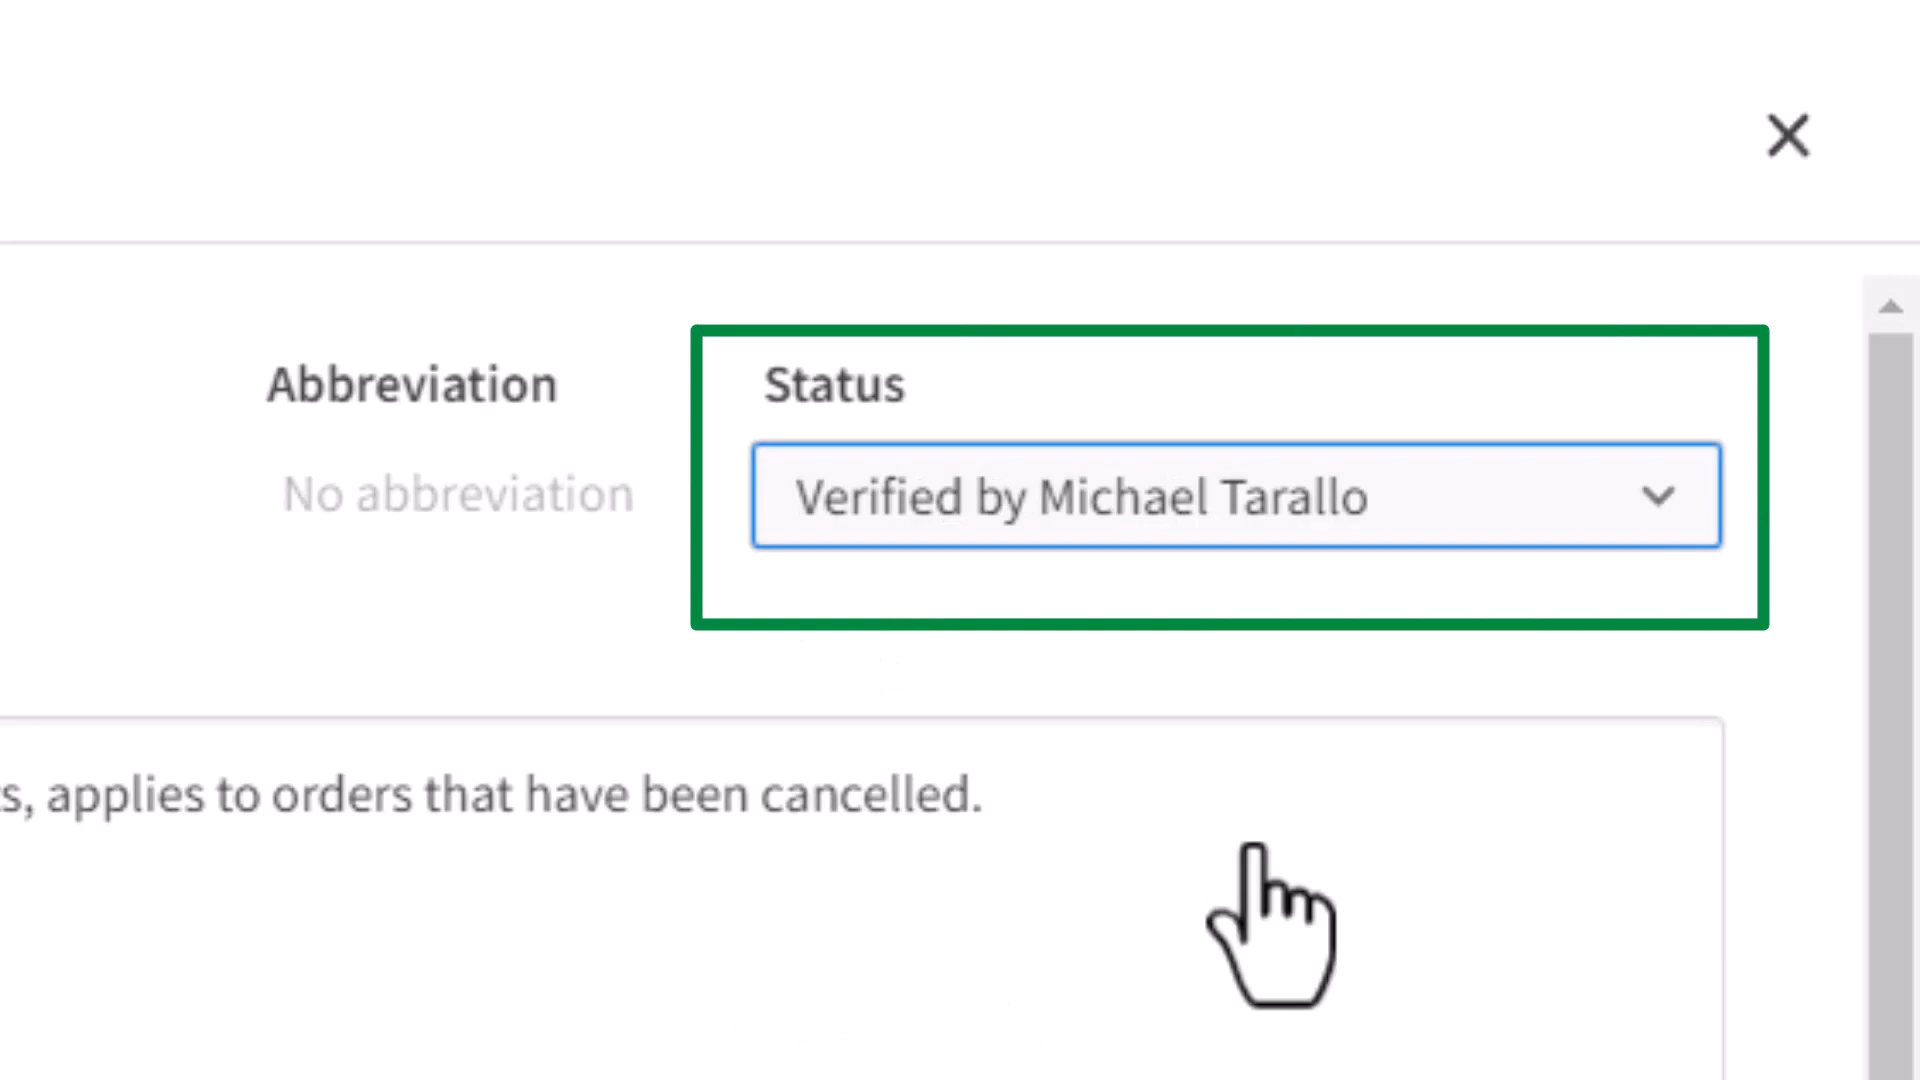 Abbreviation
Status
No abbreviation
Verified by Michael Tarallo
applies to orders that have been cancelled.